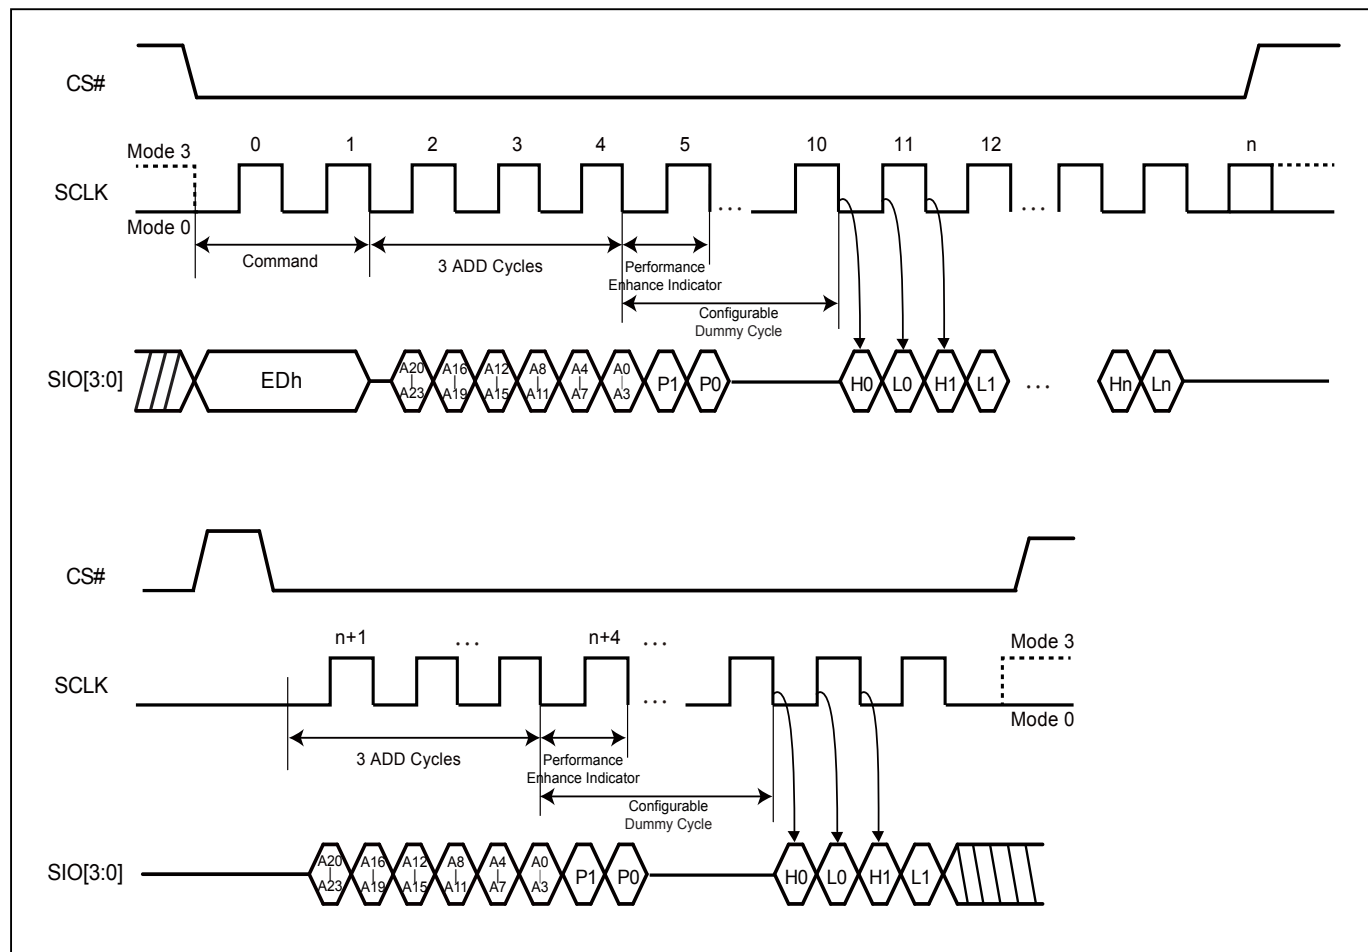 CS#
0 1 2 3 4 5 10 11 12 n
Mode 3
SCLK
... ...
Mode 0
Command
3 ADD Cycles
Performance
Enhance Indicator
Configurable
Dummy Cycle
SIO[3:0]
EDh
A20 A16 A12 A8 A4 A0
A23 A19 A15 A11 A7 A3
P1 P0 H0 L0 H1 L1 ... Hn Ln
CS#
n+1 ... n+4 ...
Mode 3
SCLK
...
Mode 0
3 ADD Cycles
Performance
Enhance Indicator
Configurable
Dummy Cycle
SIO[3:0]
A20 A16 A12 A8 A4 A0
A23 A19 A15 A11 A7 A3
P1 P0 H0 L0 H1 L1